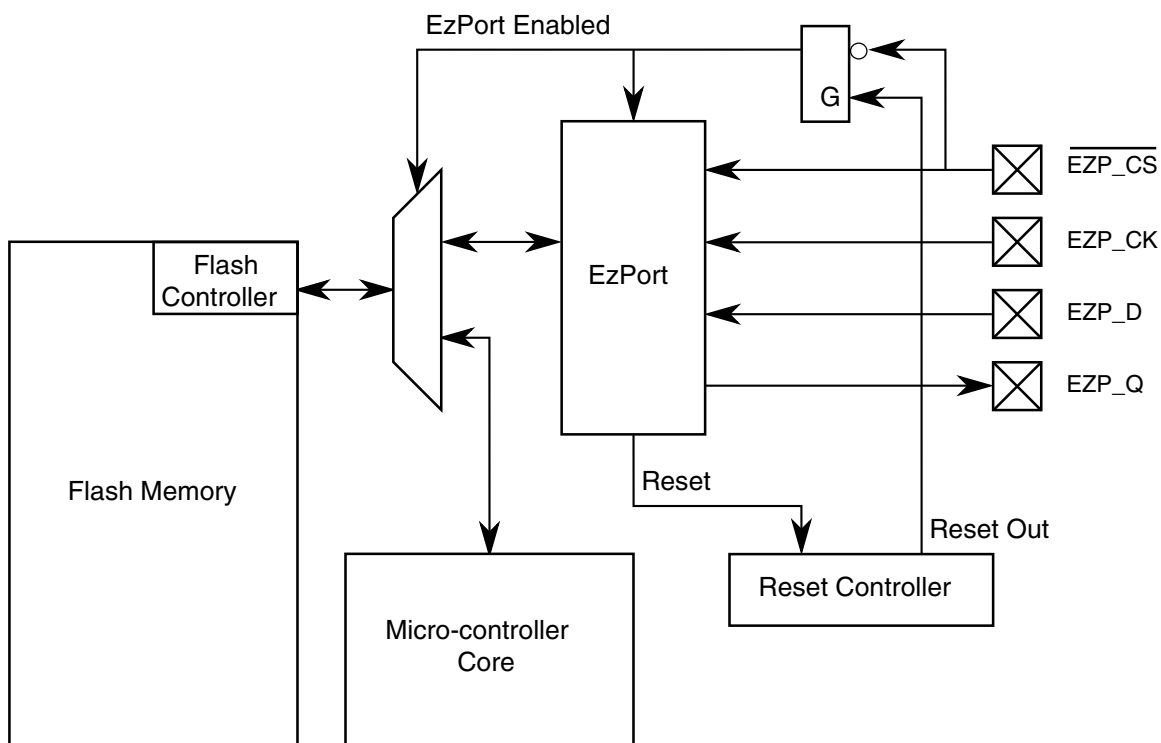 EzPort Enabled
G
EZP_CS
EZP_CK
EZP_D
EZP_Q
EzPort
Flash
Controller
Flash Memory
Reset
Reset Out
Reset Controller
Micro-controller
Core